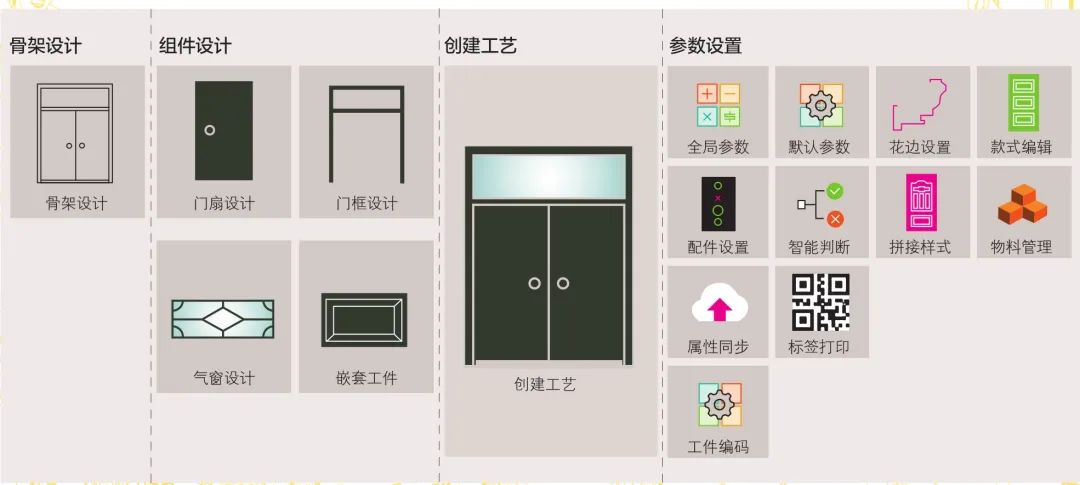 骨架设计
组件设计
创建工艺
参数设置
骨架设计
门扇设计
门框设计
气窗设计
嵌套工件
创建工艺
全局参数
默认参数
花边设置
款式编辑
配件设置
智能判断
拼接样式
物料管理
属性同步
标签打印
工件编码